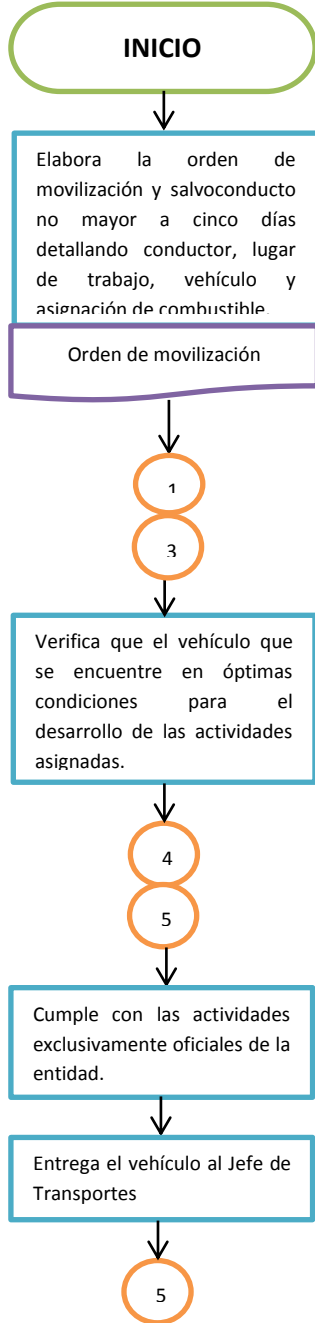 INICIO
Elabora la orden de
movilización y salvoconducto
no mayor a cinco días
detallando conductor, lugar
de trabajo, vehículo y
asignación de combustible.
Orden de movilización
1
3
Verifica que el vehículo que
se encuentre en óptimas
condiciones para el
desarrollo de las actividades
asignadas.
4
5
Cumple con las actividades
exclusivamente oficiales de la
entidad.
Entrega el vehículo al Jefe de
Transportes
5